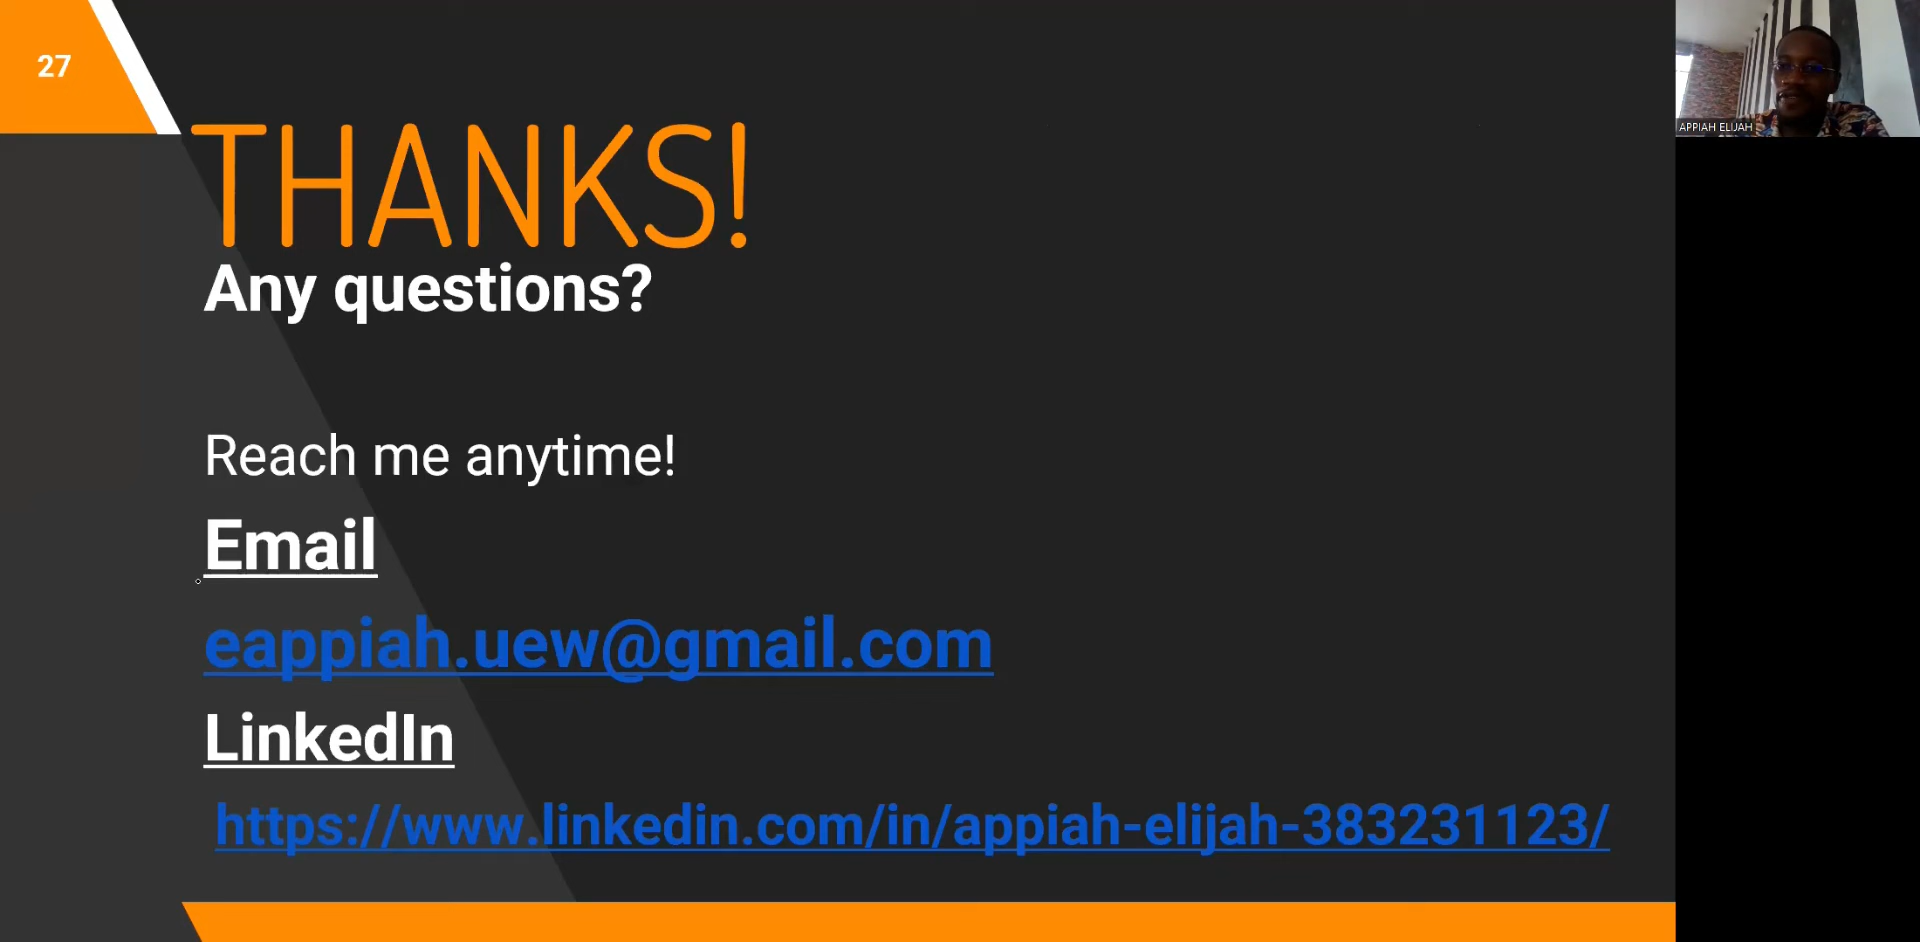 27
APPIAH ELIJAH
THANKS!
Any questions?
Reach me anytime!
Email
eappiah.uew@gmail.com
LinkedIn
https://www.linkedin.com/in/appiah-elijah-383231123/